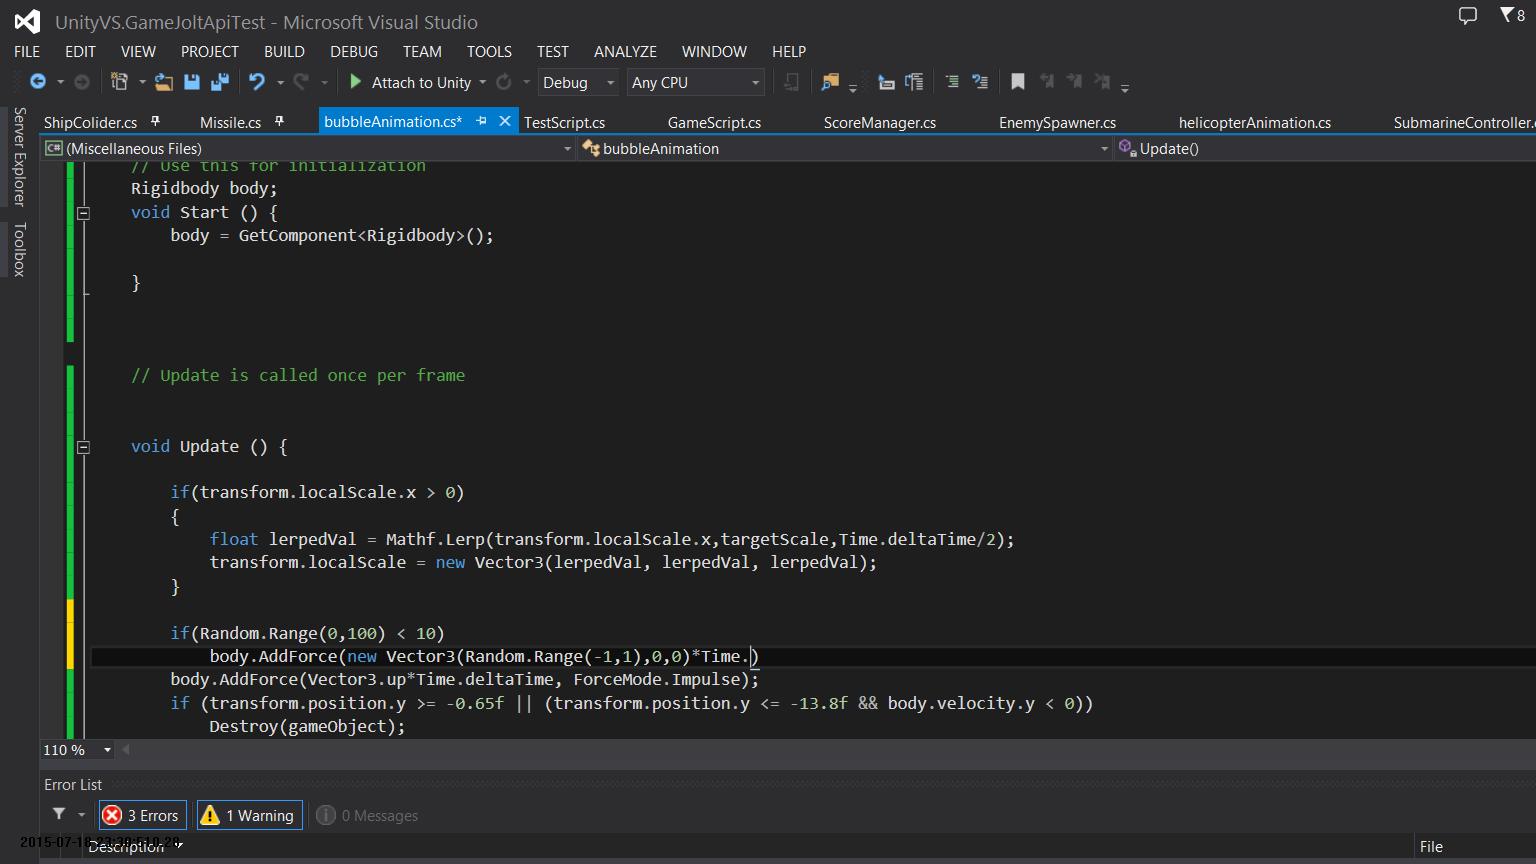 UnityVS.GameJoltApiTest - Microsoft Visual Studio
8
FILE EDIT VIEW PROJECT BUILD DEBUG TEAM TOOLS TEST ANALYZE WINDOW HELP
Attach to Unity Debug Any CPU
ShipColider.cs Missile.cs bubbleAnimation.cs* TestScript.cs GameScript.cs ScoreManager.cs EnemySpawner.cs helicopterAnimation.cs SubmarineController.
C# (Miscellaneous Files) bubbleAnimation Update()
Server Explorer
Toolbox
// Use this for initialization
Rigidbody body;
void Start () {
body = GetComponent<Rigidbody>();
}
// Update is called once per frame
void Update () {
if(transform.localScale.x > 0)
{
float lerpedVal = Mathf.Lerp(transform.localScale.x,targetScale,Time.deltaTime/2);
transform.localScale = new Vector3(lerpedVal, lerpedVal, lerpedVal);
}
if(Random.Range(0,100) < 10)
body.AddForce(new Vector3(Random.Range(-1,1),0,0)*Time.)
body.AddForce(Vector3.up*Time.deltaTime, ForceMode.Impulse);
if (transform.position.y >= -0.65f || (transform.position.y <= -13.8f && body.velocity.y < 0))
Destroy(gameObject);
110 %
Error List
3 Errors 1 Warning 0 Messages
Description File